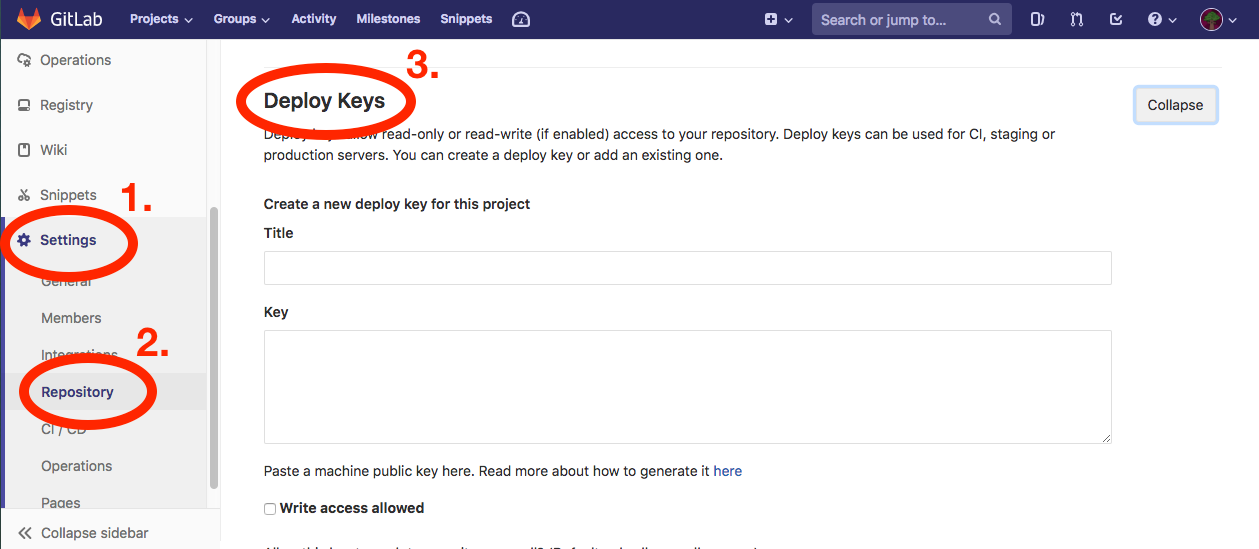 GitLab Projects Groups Activity Milestones Snippets Search or jump to...
Operations
Registry
Wiki
Snippets
1.
Settings
General
Members
Integrations
2.
Repository
CI / CD
Operations
Pages
Collapse sidebar
3.
Deploy Keys
Collapse
Deploy keys allow read-only or read-write (if enabled) access to your repository. Deploy keys can be used for CI, staging or
production servers. You can create a deploy key or add an existing one.
Create a new deploy key for this project
Title
Key
Paste a machine public key here. Read more about how to generate it here
Write access allowed